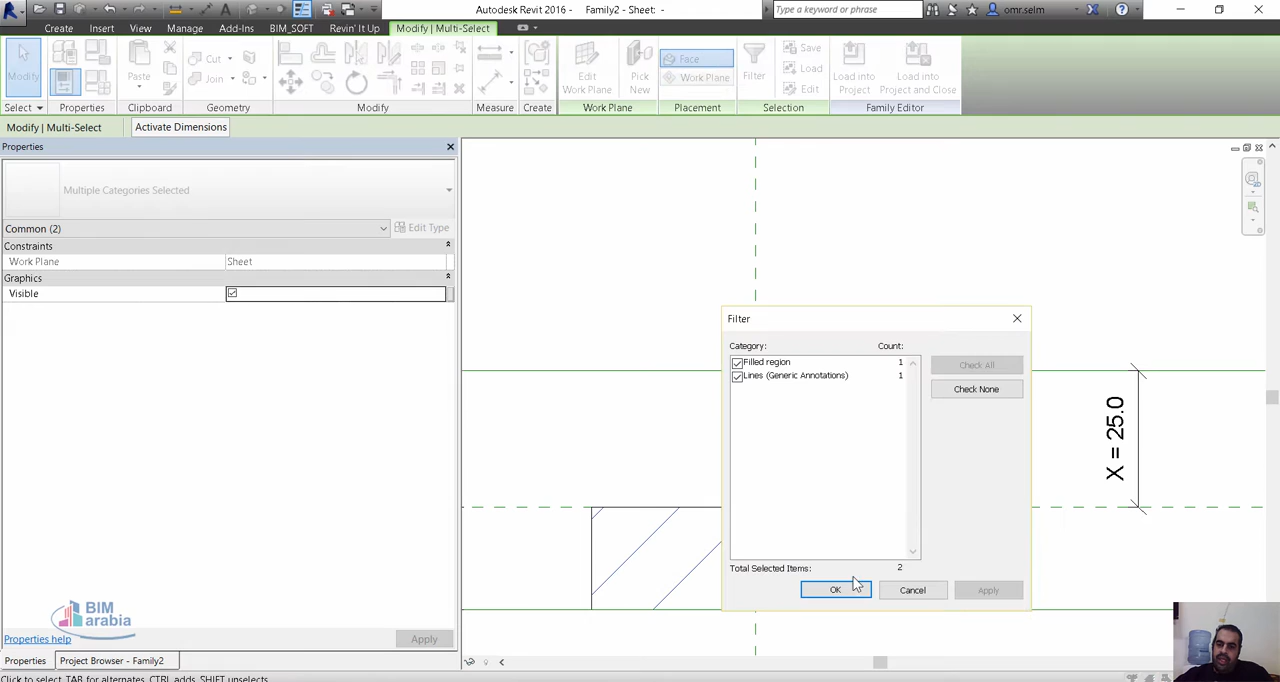 Autodesk Revit 2016 - Family2 - Sheet: -
Type a keyword or phrase
omr.selm
Create Insert View Manage Add-Ins BIM_SOFT Revin' It Up Modify | Multi-Select
Modify
Paste
Cut
Join
Edit
Work Plane
Pick
New
Face
Work Plane
Filter
Save
Load
Edit
Load into
Project
Load into
Project and Close
Select Properties Clipboard Geometry Modify Measure Create Work Plane Placement Selection Family Editor
Modify | Multi-Select Activate Dimensions
Properties
Multiple Categories Selected
Common (2) Edit Type
Constraints
Work Plane Sheet
Graphics
Visible
Filter
Category: Count:
Filled region 1
Lines (Generic Annotations) 1
Check All
Check None
Total Selected Items: 2
OK Cancel Apply
X = 25.0
BIM
arabia
Properties help Apply
Properties Project Browser - Family2
Click to select, TAB for alternates, CTRL adds, SHIFT unselects.